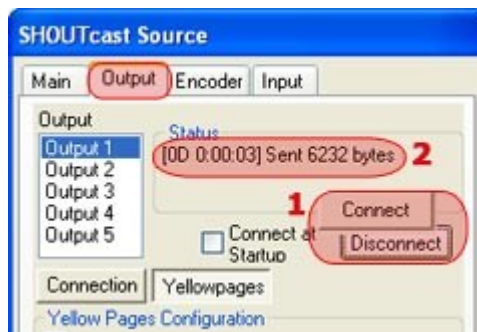 SHOUTcast Source
Main Output Encoder Input
Output
Output 1
Output 2
Output 3
Output 4
Output 5
Status
[0D 0:00:03] Sent 6232 bytes 2
1 Connect
Disconnect
Connect at
Startup
Connection Yellowpages
Yellow Pages Configuration